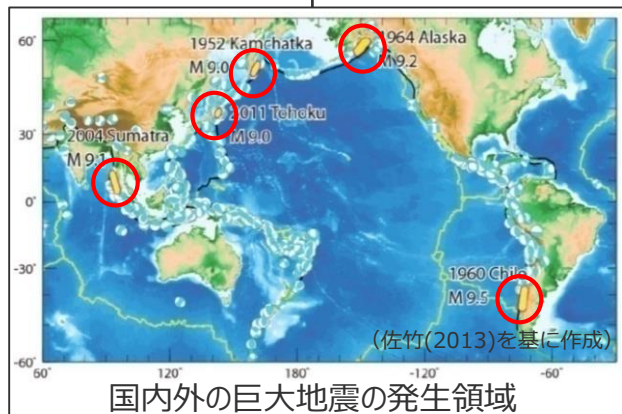 60°
1952 Kamchatka
M 9.0
1964 Alaska
M 9.2
30°
2011 Tohoku
M 9.0
2004 Sumatra
M 9.1
0°
-30°
1960 Chile
M 9.5
(佐竹(2013)を基に作成)
-60°
60°
120°
180°
-120°
-60°
国内外の巨大地震の発生領域